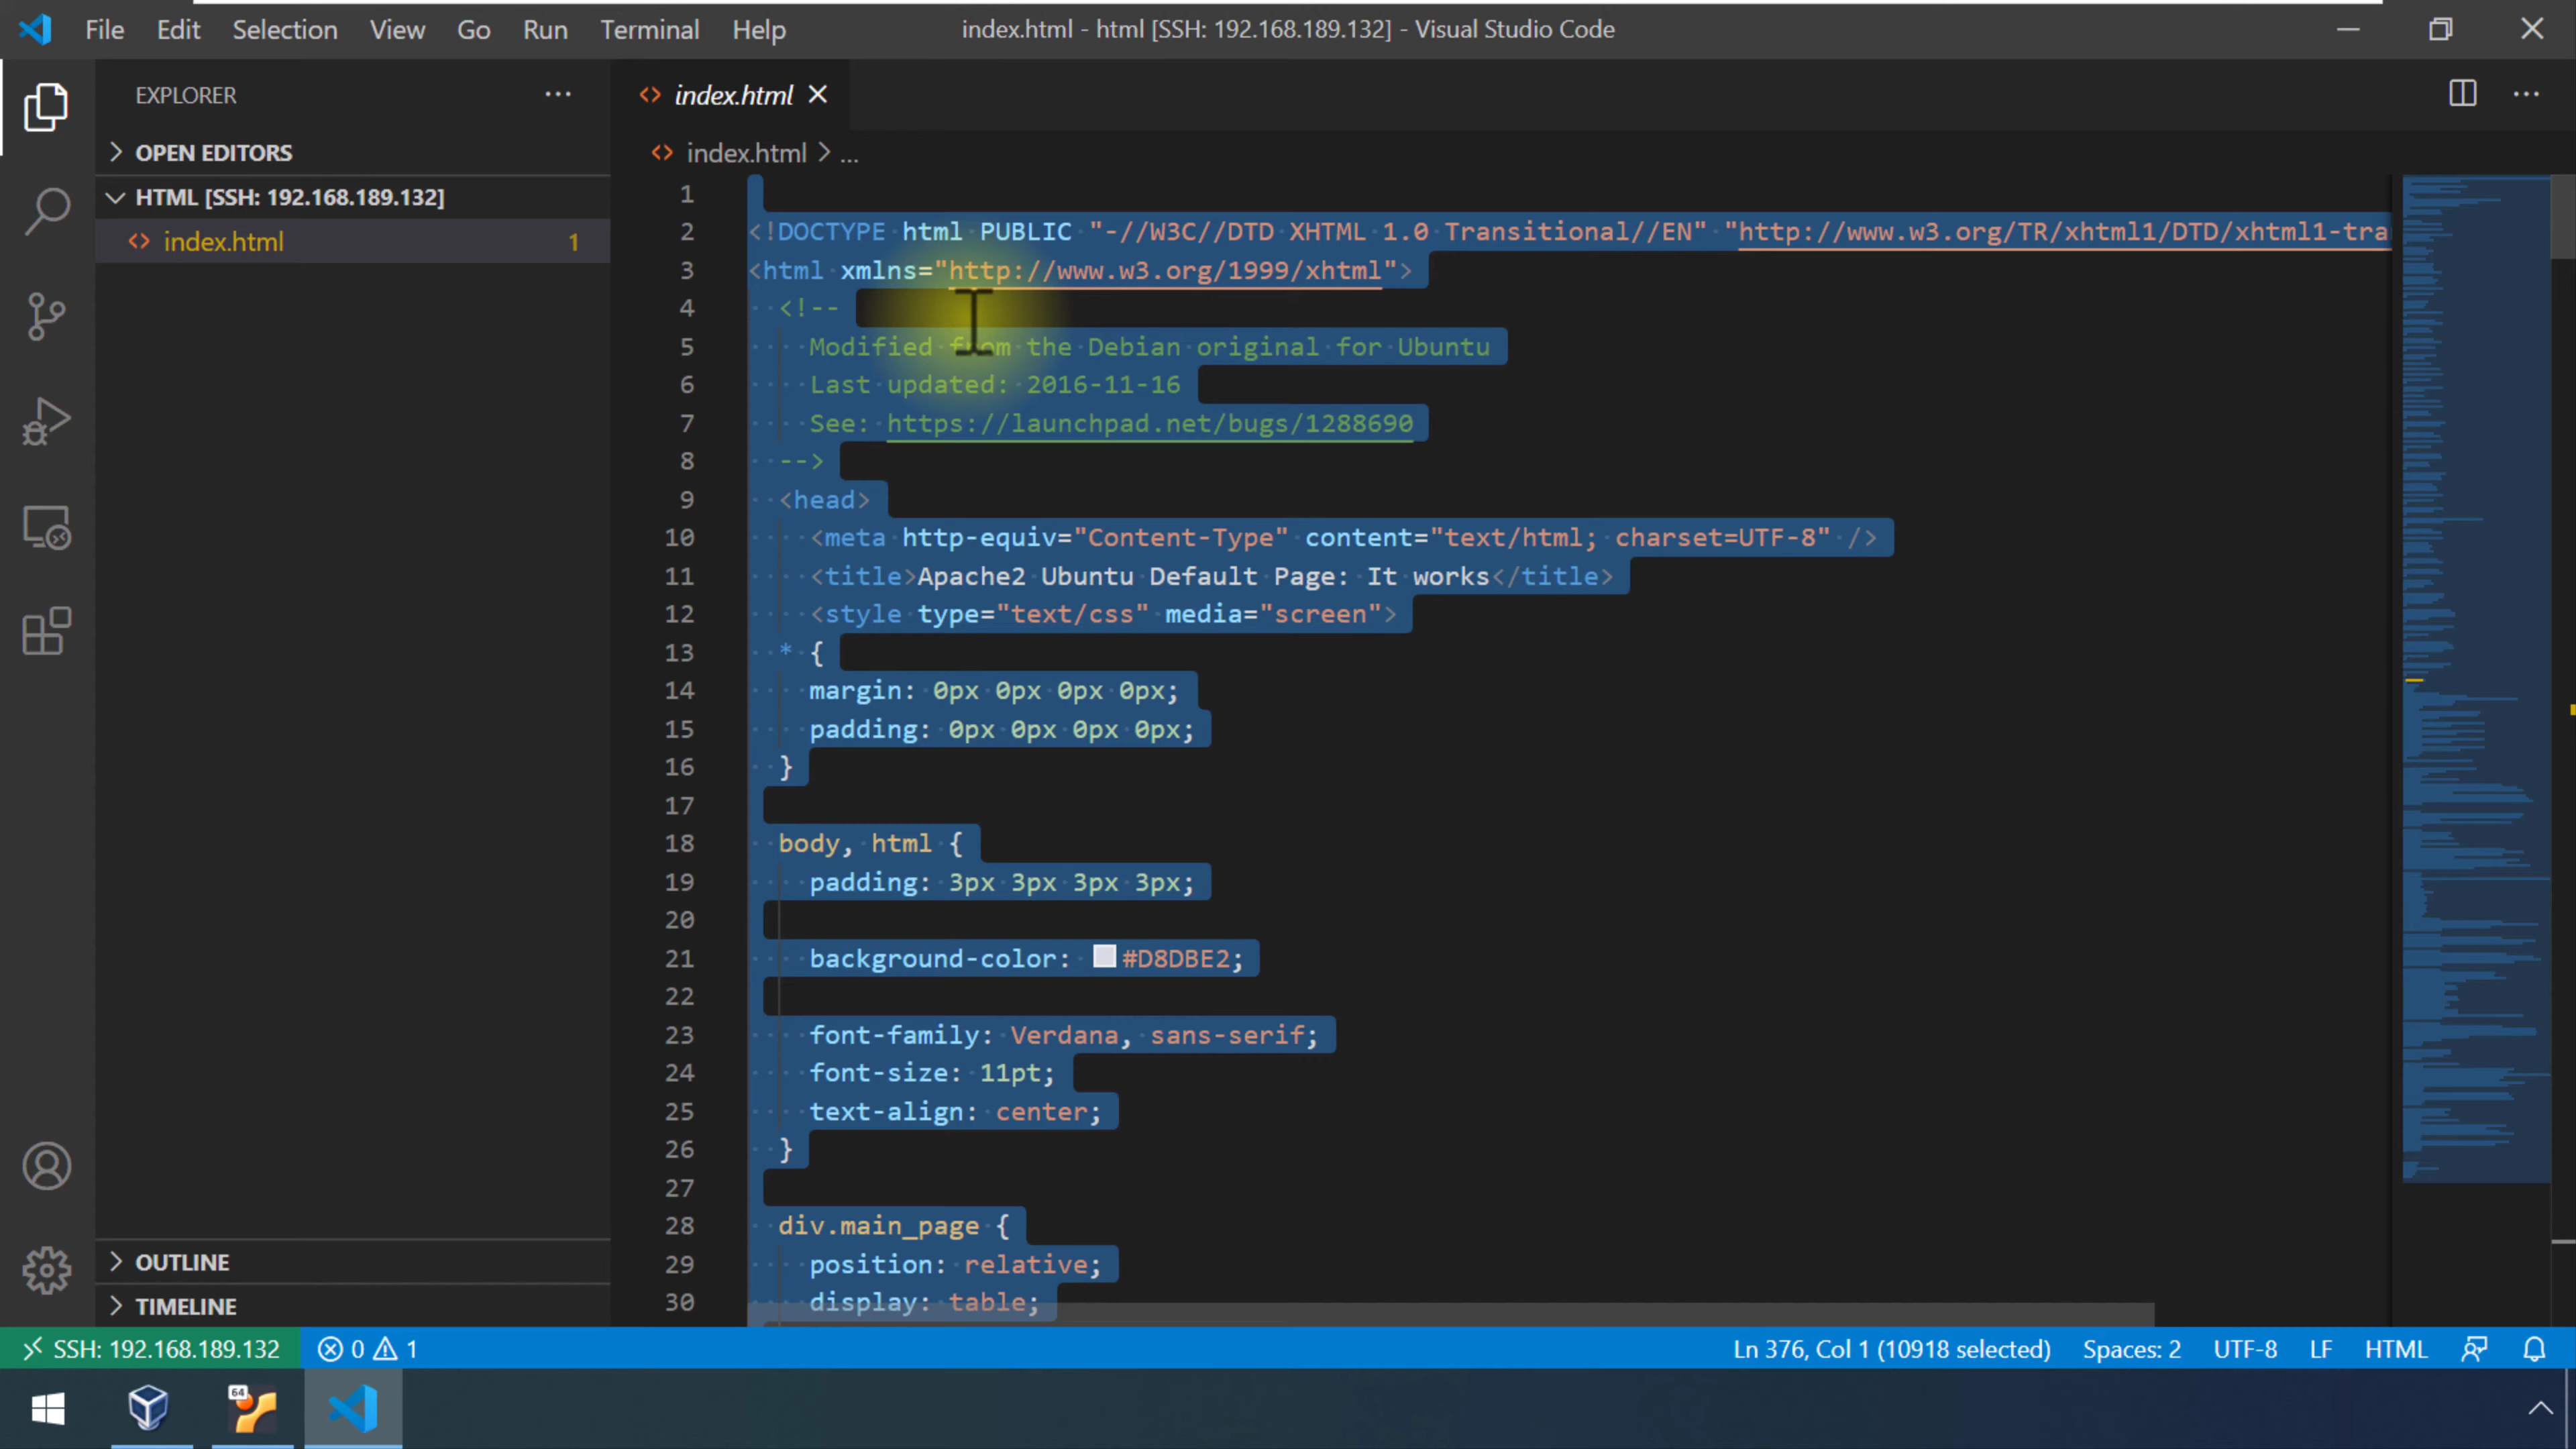 File Edit Selection View Go Run Terminal Help index.html - html [SSH: 192.168.189.132] - Visual Studio Code
EXPLORER
OPEN EDITORS
HTML [SSH: 192.168.189.132]
index.html 1
OUTLINE
TIMELINE
index.html
index.html > ...
1
2 <!DOCTYPE html PUBLIC "-//W3C//DTD XHTML 1.0 Transitional//EN" "http://www.w3.org/TR/xhtml1/DTD/xhtml1-tra
3 <html xmlns="http://www.w3.org/1999/xhtml">
4 <!--
5 Modified from the Debian original for Ubuntu
6 Last updated: 2016-11-16
7 See: https://launchpad.net/bugs/1288690
8 -->
9 <head>
10 <meta http-equiv="Content-Type" content="text/html; charset=UTF-8" />
11 <title>Apache2 Ubuntu Default Page: It works</title>
12 <style type="text/css" media="screen">
13 * {
14 margin: 0px 0px 0px 0px;
15 padding: 0px 0px 0px 0px;
16 }
17
18 body, html {
19 padding: 3px 3px 3px 3px;
20
21 background-color: #D8DBE2;
22
23 font-family: Verdana, sans-serif;
24 font-size: 11pt;
25 text-align: center;
26 }
27
28 div.main_page {
29 position: relative;
30 display: table;
SSH: 192.168.189.132 0 1 Ln 376, Col 1 (10918 selected) Spaces: 2 UTF-8 LF HTML
64